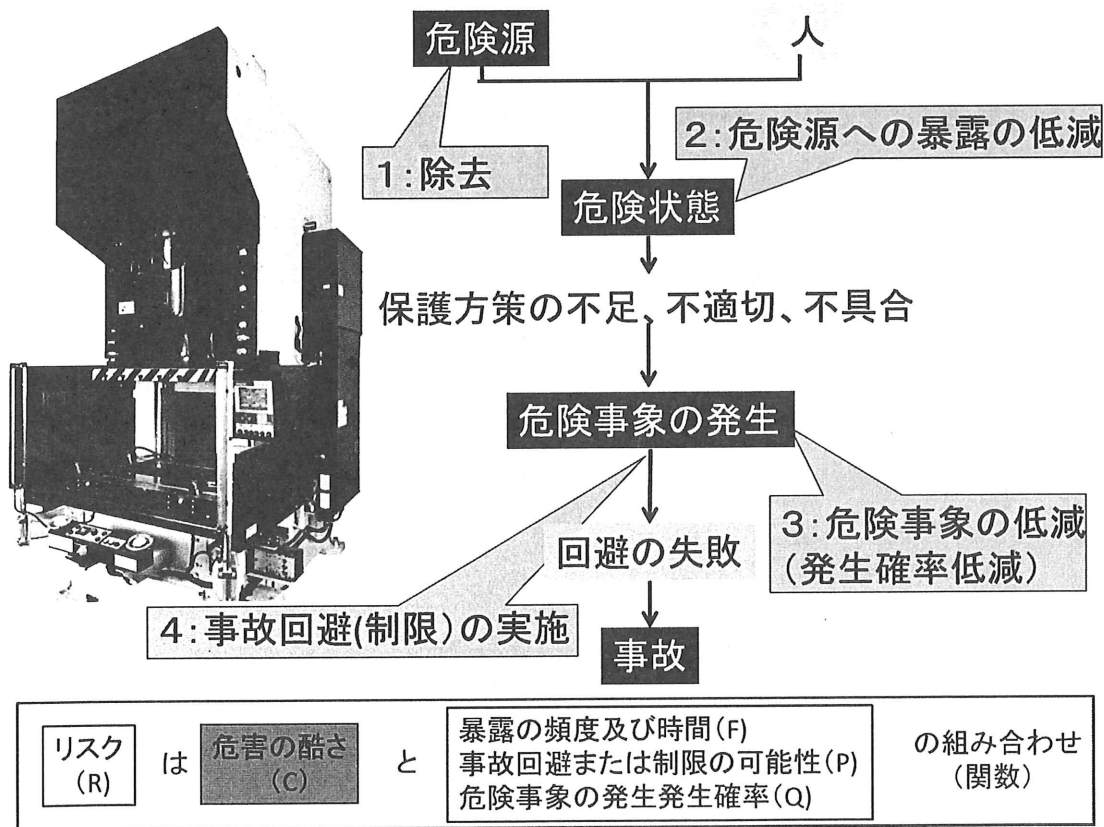 危険源
人
1:除去
2:危険源への暴露の低減
危険状態
保護方策の不足、不適切、不具合
危険事象の発生
3:危険事象の低減
(発生確率低減)
回避の失敗
4:事故回避(制限)の実施
事故
リスク
(R)
は
危害の酷さ
(C)
と
暴露の頻度及び時間(F)
事故回避または制限の可能性(P)
危険事象の発生発生確率(Q)
の組み合わせ
(関数)